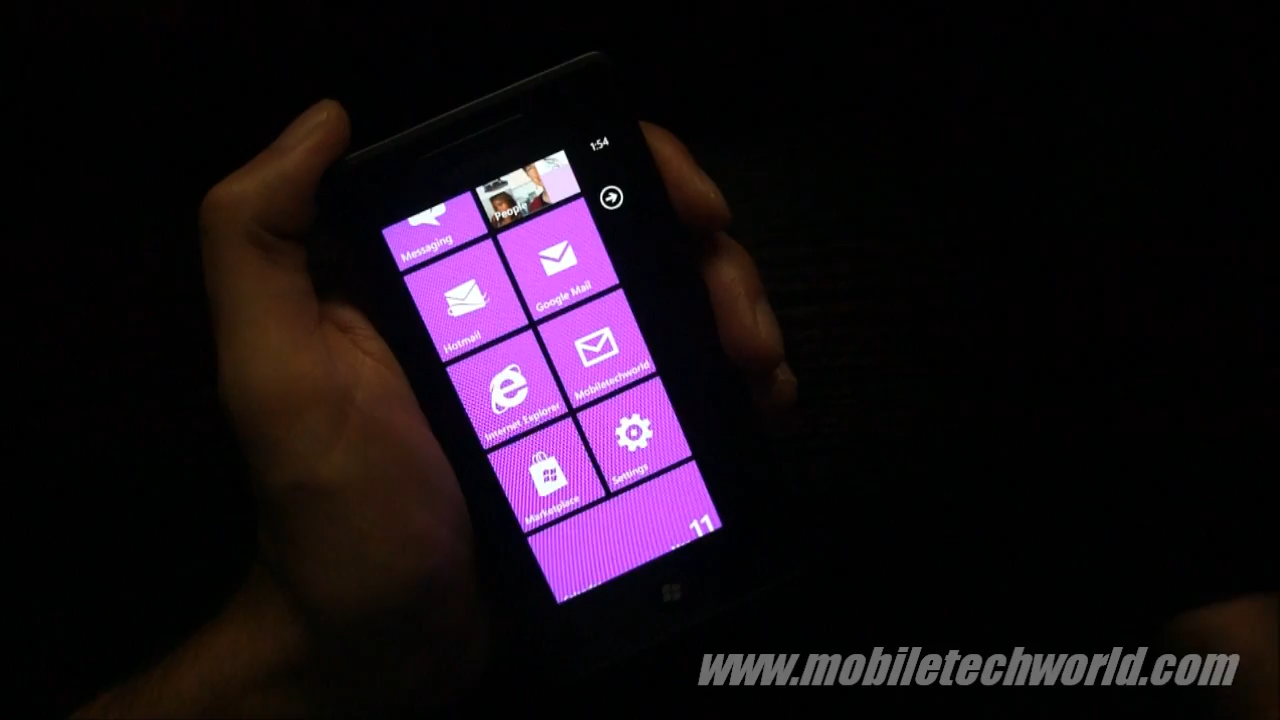 1:54
People
Messaging
Google Mail
Hotmail
Mobiletechworld
Internet Explorer
Settings
Marketplace
11
www.mobiletechworld.com